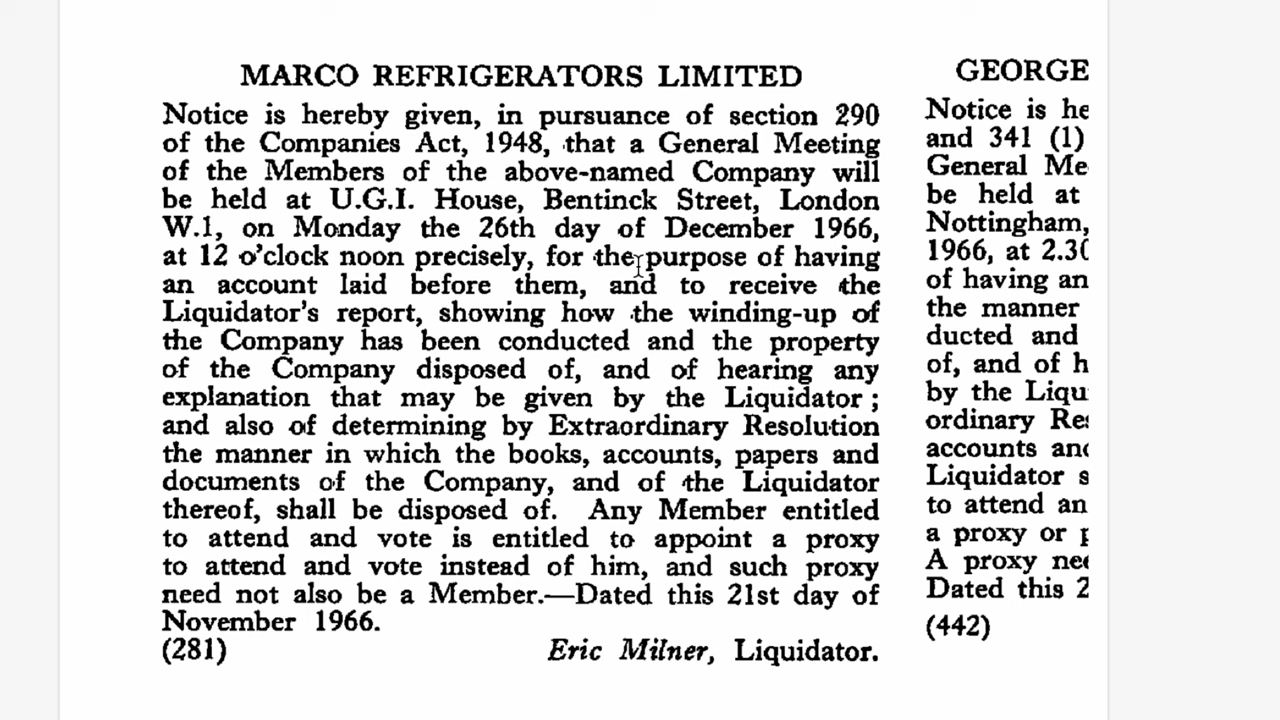 MARCO REFRIGERATORS LIMITED
Notice is hereby given, in pursuance of section 290
of the Companies Act, 1948, that a General Meeting
of the Members of the above-named Company will
be held at U.G.I. House, Bentinck Street, London
W.1, on Monday the 26th day of December 1966,
at 12 o'clock noon precisely, for the purpose of having
an account laid before them, and to receive the
Liquidator's report, showing how the winding-up of
the Company has been conducted and the property
of the Company disposed of, and of hearing any
explanation that may be given by the Liquidator ;
and also of determining by Extraordinary Resolution
the manner in which the books, accounts, papers and
documents of the Company, and of the Liquidator
thereof, shall be disposed of. Any Member entitled
to attend and vote is entitled to appoint a proxy
to attend and vote instead of him, and such proxy
need not also be a Member.—Dated this 21st day of
November 1966.
(281) Eric Milner, Liquidator.
GEORGE
Notice is he
and 341 (1)
General Me
be held at
Nottingham,
1966, at 2.30
of having an
the manner
ducted and
of, and of h
by the Liqu
ordinary Res
accounts and
Liquidator s
to attend an
a proxy or p
A proxy nee
Dated this 2
(442)